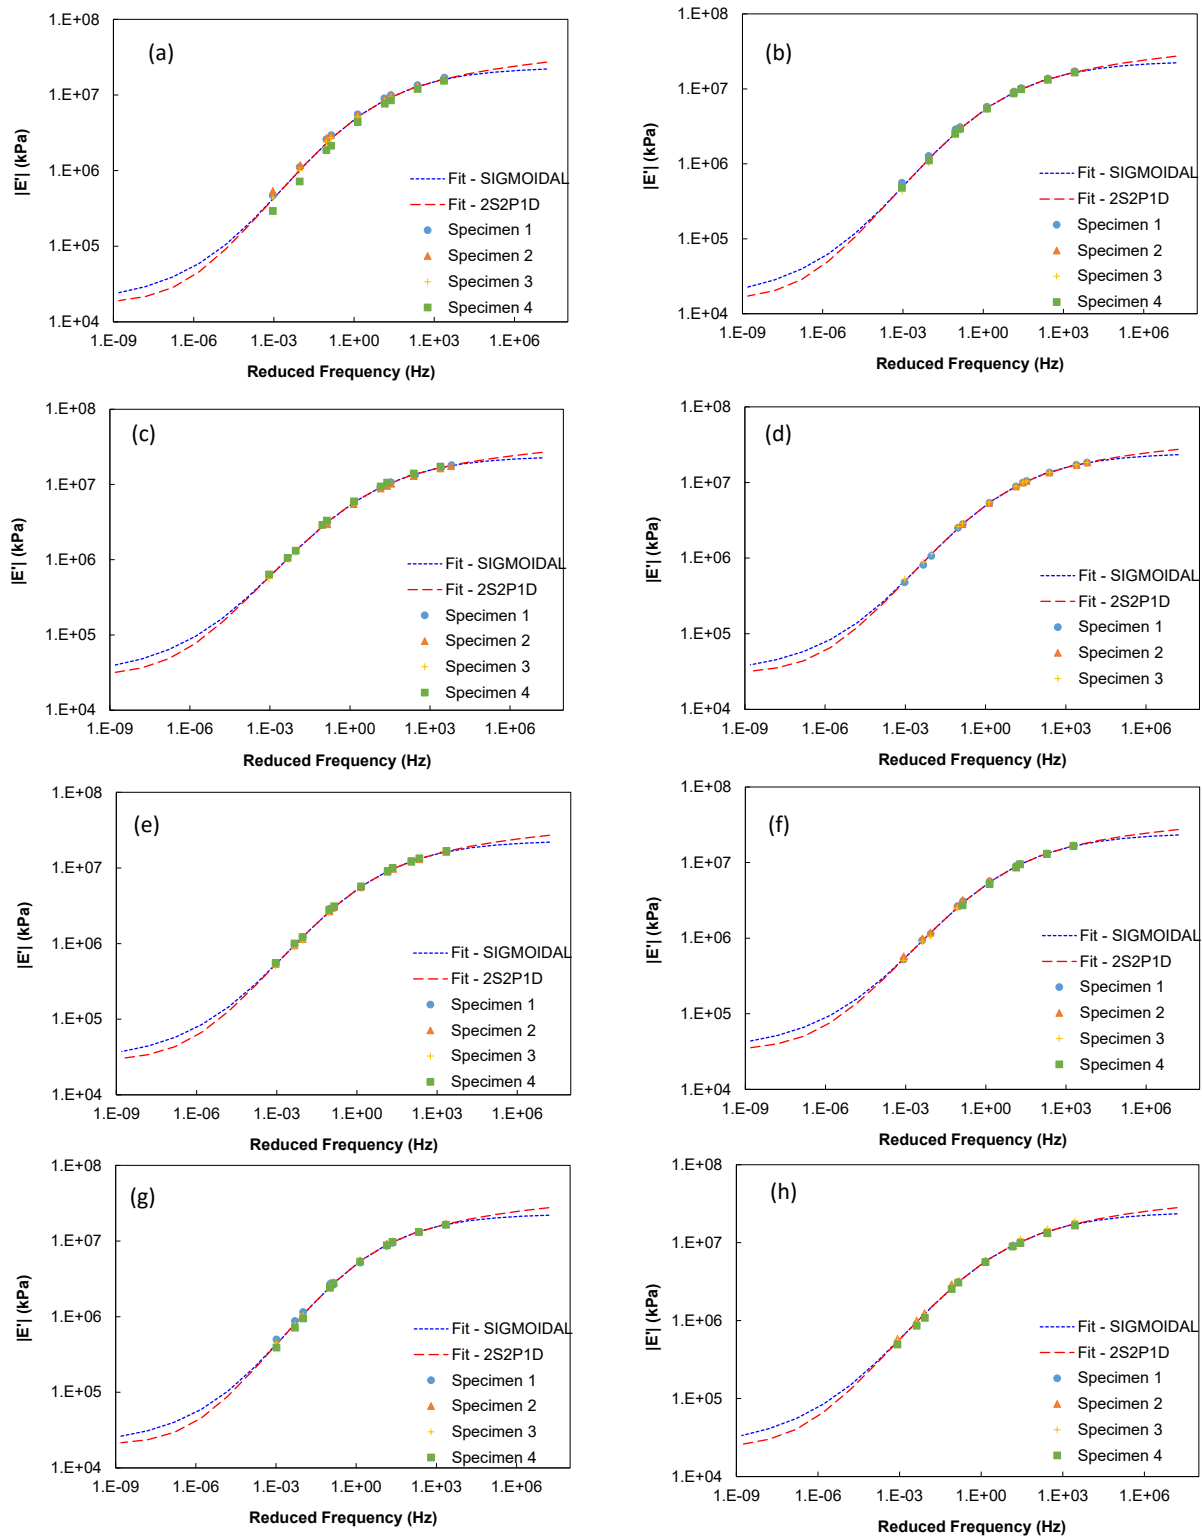 1.E+08
(a)
1.E+07
1.E+06
1.E+05
1.E+04
|E'| (kPa)
Fit - SIGMOIDAL
Fit - 2S2P1D
Specimen 1
Specimen 2
Specimen 3
Specimen 4
1.E-09 1.E-06 1.E-03 1.E+00 1.E+03 1.E+06
Reduced Frequency (Hz)
1.E+08
(b)
1.E+07
1.E+06
1.E+05
1.E+04
|E'| (kPa)
Fit - SIGMOIDAL
Fit - 2S2P1D
Specimen 1
Specimen 2
Specimen 3
Specimen 4
1.E-09 1.E-06 1.E-03 1.E+00 1.E+03 1.E+06
Reduced Frequency (Hz)
1.E+08
(c)
1.E+07
1.E+06
1.E+05
1.E+04
|E'| (kPa)
Fit - SIGMOIDAL
Fit - 2S2P1D
Specimen 1
Specimen 2
Specimen 3
Specimen 4
1.E-09 1.E-06 1.E-03 1.E+00 1.E+03 1.E+06
Reduced Frequency (Hz)
1.E+08
(d)
1.E+07
1.E+06
1.E+05
1.E+04
|E'| (kPa)
Fit - SIGMOIDAL
Fit - 2S2P1D
Specimen 1
Specimen 2
Specimen 3
1.E-09 1.E-06 1.E-03 1.E+00 1.E+03 1.E+06
Reduced Frequency (Hz)
1.E+08
(e)
1.E+07
1.E+06
1.E+05
1.E+04
|E'| (kPa)
Fit - SIGMOIDAL
Fit - 2S2P1D
Specimen 1
Specimen 2
Specimen 3
Specimen 4
1.E-09 1.E-06 1.E-03 1.E+00 1.E+03 1.E+06
Reduced Frequency (Hz)
1.E+08
(f)
1.E+07
1.E+06
1.E+05
1.E+04
|E'| (kPa)
Fit - SIGMOIDAL
Fit - 2S2P1D
Specimen 1
Specimen 2
Specimen 3
Specimen 4
1.E-09 1.E-06 1.E-03 1.E+00 1.E+03 1.E+06
Reduced Frequency (Hz)
1.E+08
(g)
1.E+07
1.E+06
1.E+05
1.E+04
|E'| (kPa)
Fit - SIGMOIDAL
Fit - 2S2P1D
Specimen 1
Specimen 2
Specimen 3
Specimen 4
1.E-09 1.E-06 1.E-03 1.E+00 1.E+03 1.E+06
Reduced Frequency (Hz)
1.E+08
(h)
1.E+07
1.E+06
1.E+05
1.E+04
|E'| (kPa)
Fit - SIGMOIDAL
Fit - 2S2P1D
Specimen 1
Specimen 2
Specimen 3
Specimen 4
1.E-09 1.E-06 1.E-03 1.E+00 1.E+03 1.E+06
Reduced Frequency (Hz)